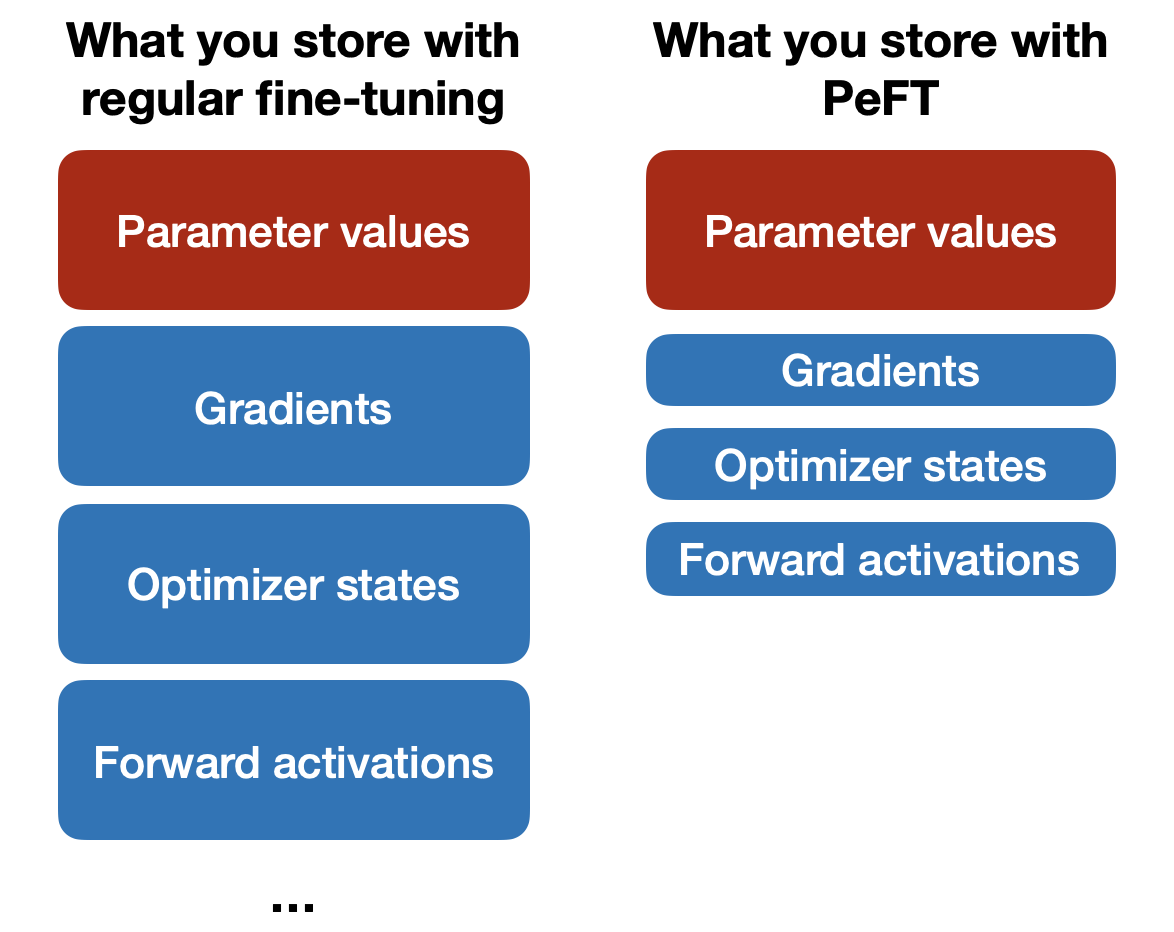 What you store with
regular fine-tuning
Parameter values
Gradients
Optimizer states
Forward activations
...
What you store with
PeFT
Parameter values
Gradients
Optimizer states
Forward activations